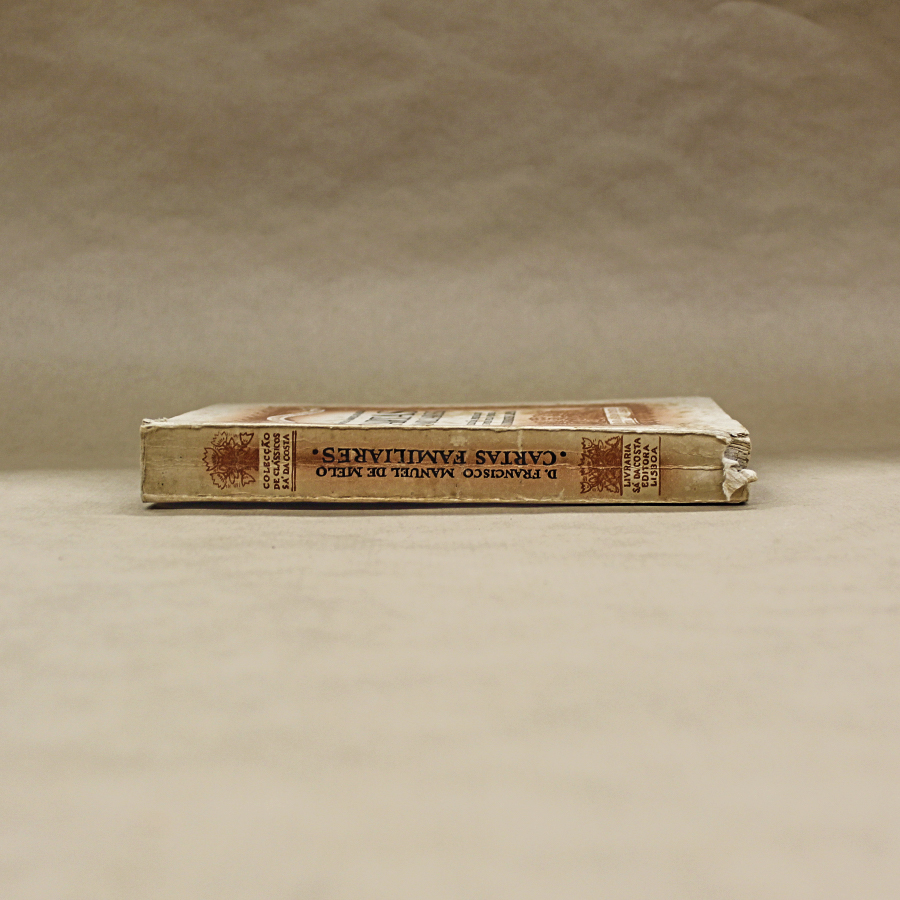 COLECÇÃO
DE CLÁSSICOS
SÁ DA COSTA
D. FRANCISCO MANUEL DE MELO
•CARTAS FAMILIARES•
LIVRARIA
SÁ DA COSTA
EDITORA
LISBOA